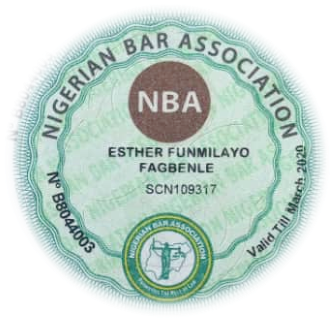 NIGERIAN BAR ASSOCIATION
NBA
ESTHER FUNMILAYO
FAGBENLE
SCN109317
Nº B8044003
Valid Till March 2020
NIGERIAN BAR ASSOCIATION